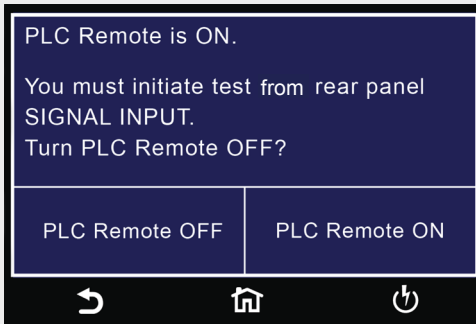 PLC Remote is ON.
You must initiate test from rear panel
SIGNAL INPUT.
Turn PLC Remote OFF?
PLC Remote OFF
PLC Remote ON